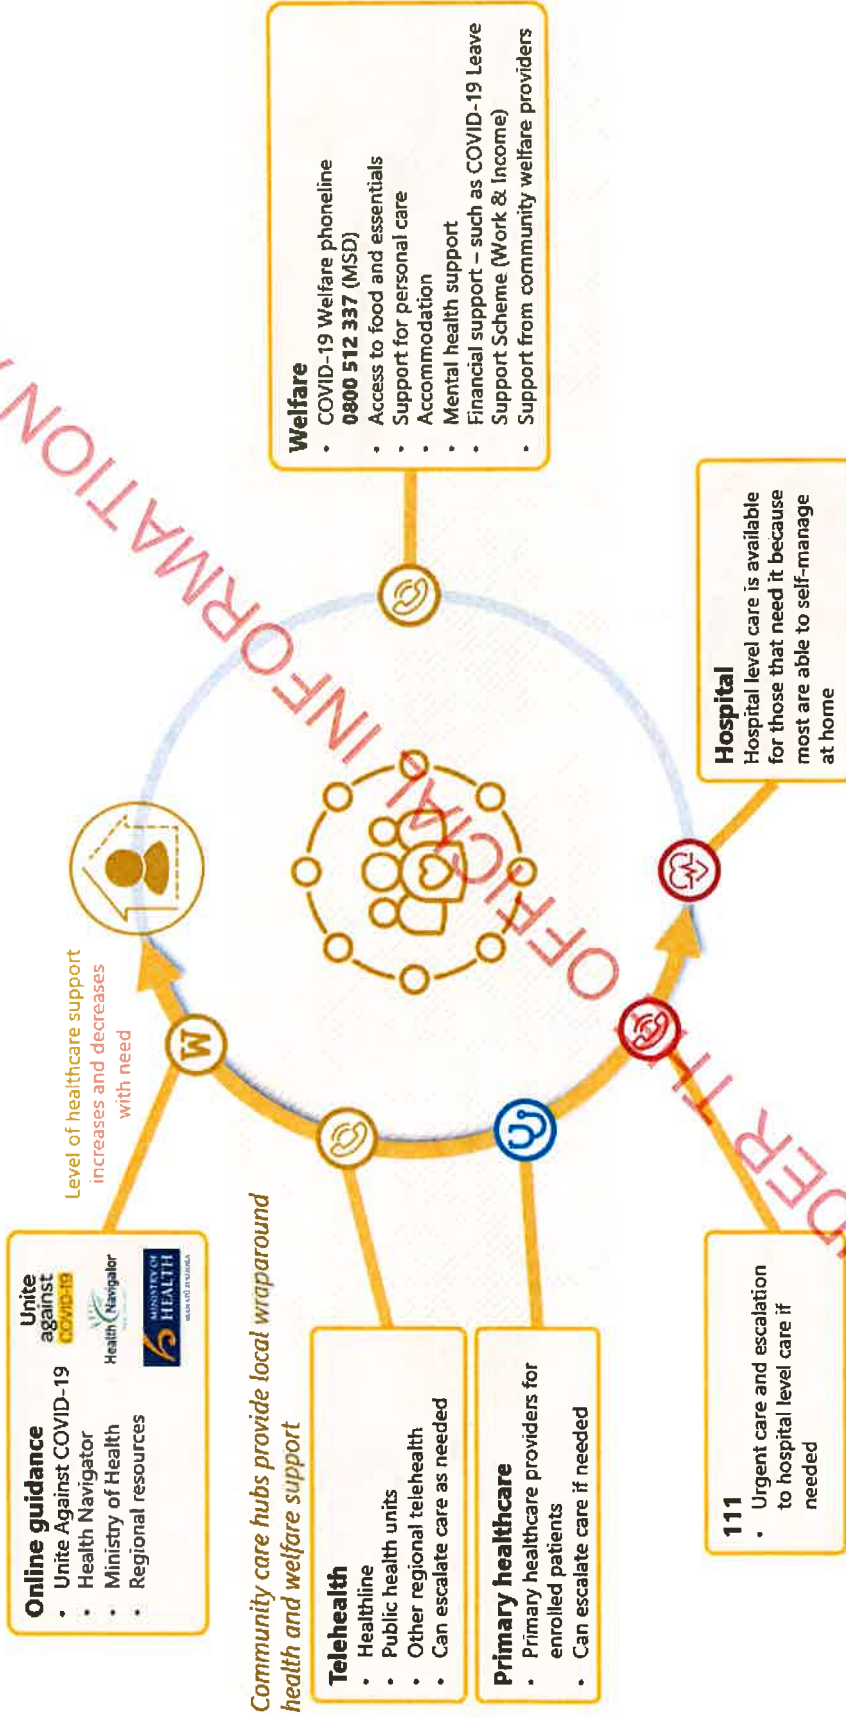 Online guidance
• Unite Against COVID-19
• Health Navigator
• Ministry of Health
• Regional resources
Unite
against
COVID-19
Health Navigator
MINISTRY OF
HEALTH
MANATŪ HAUORA
Level of healthcare support
increases and decreases
with need
Community care hubs provide local wraparound
health and welfare support
Telehealth
• Healthline
• Public health units
• Other regional telehealth
• Can escalate care as needed
Primary healthcare
• Primary healthcare providers for
enrolled patients
• Can escalate care if needed
111
• Urgent care and escalation
to hospital level care if
needed
Welfare
• COVID-19 Welfare phoneline
0800 512 337 (MSD)
• Access to food and essentials
• Support for personal care
• Accommodation
• Mental health support
• Financial support – such as COVID-19 Leave
Support Scheme (Work & Income)
• Support from community welfare providers
Hospital
Hospital level care is available
for those that need it because
most are able to self-manage
at home
W
OFFICIAL INFORMATION